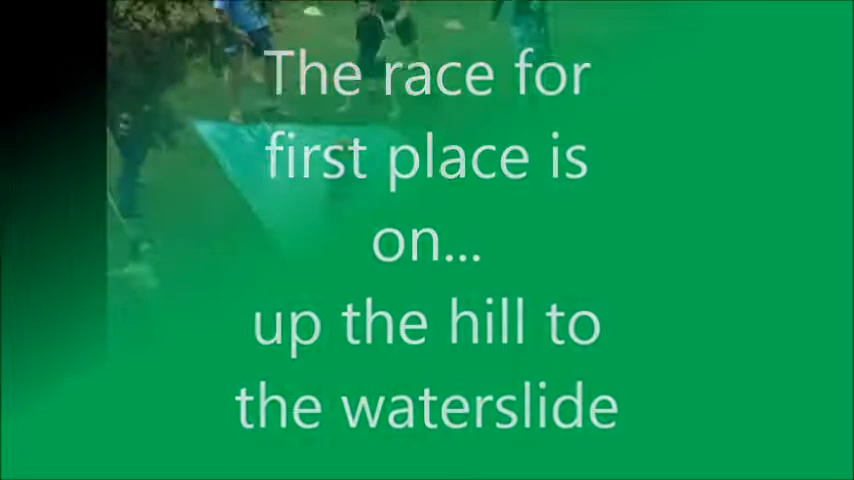 The race for
first place is
on...
up the hill to
the waterslide